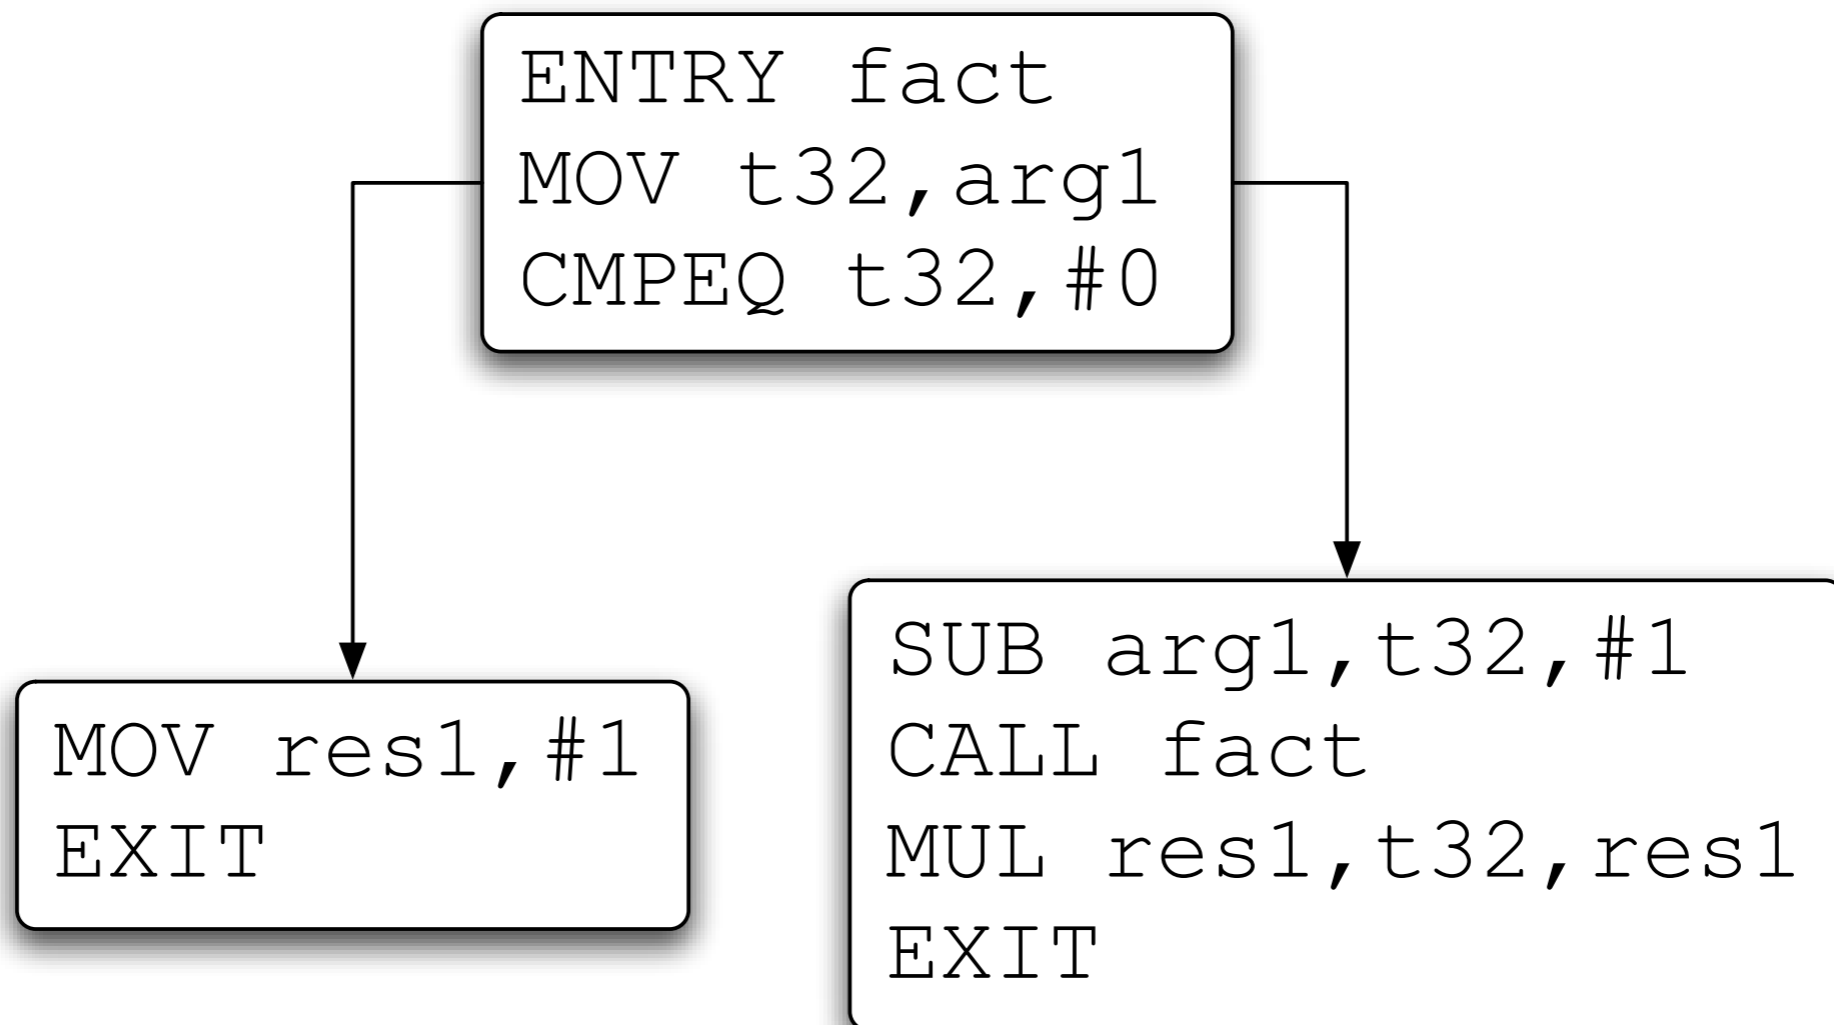 ENTRY fact
MOV t32,arg1
CMPEQ t32,#0
MOV res1,#1
EXIT
SUB arg1,t32,#1
CALL fact
MUL res1,t32,res1
EXIT